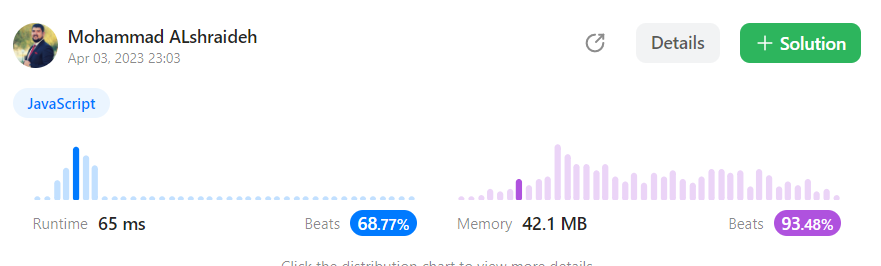 Mohammad ALshraideh
Apr 03, 2023 23:03
Details
+ Solution
JavaScript
Runtime 65 ms
Beats 68.77%
Memory 42.1 MB
Beats 93.48%
Click the distribution chart to view more details